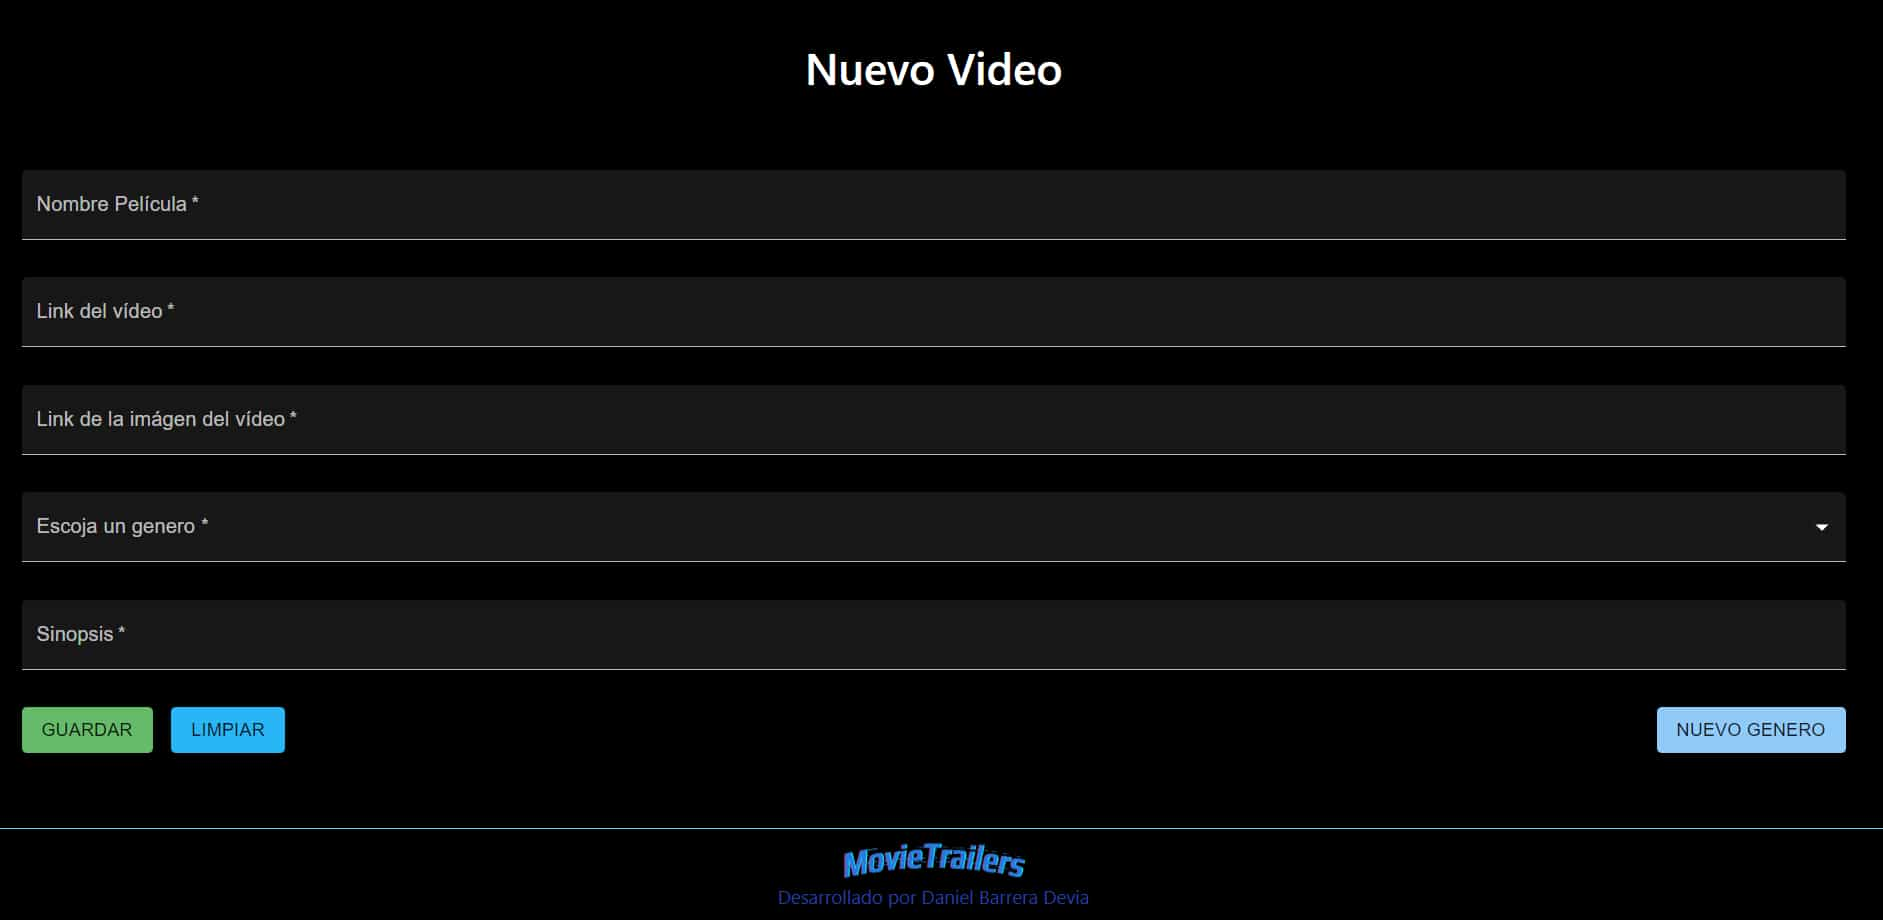 Nuevo Video
Nombre Película *
Link del vídeo *
Link de la imágen del vídeo *
Escoja un genero *
Sinopsis *
GUARDAR LIMPIAR NUEVO GENERO
MovieTrailers
Desarrollado por Daniel Barrera Devia